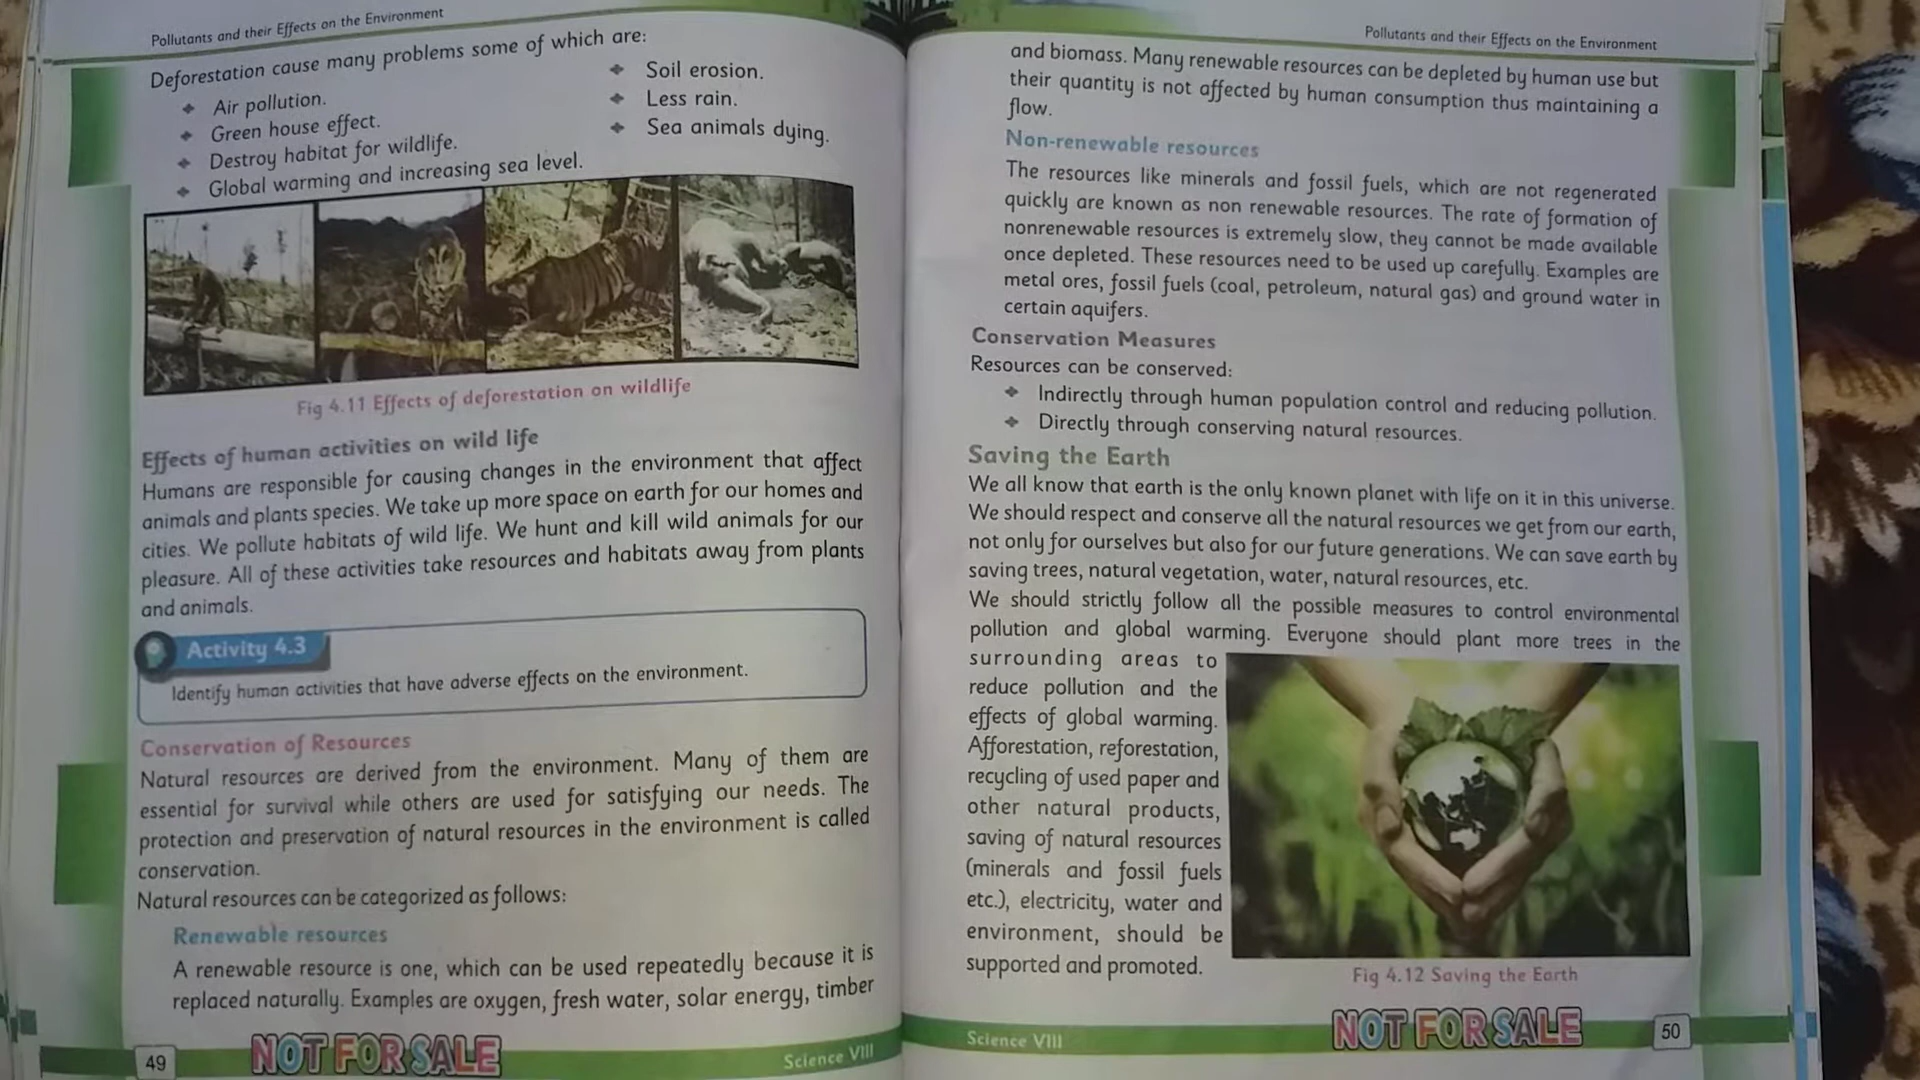 Pollutants and their Effects on the Environment
Deforestation cause many problems some of which are:
❖ Air pollution.
❖ Green house effect.
❖ Destroy habitat for wildlife.
❖ Global warming and increasing sea level.
❖ Soil erosion.
❖ Less rain.
❖ Sea animals dying.
Fig 4.11 Effects of deforestation on wildlife
Effects of human activities on wild life
Humans are responsible for causing changes in the environment that affect
animals and plants species. We take up more space on earth for our homes and
cities. We pollute habitats of wild life. We hunt and kill wild animals for our
pleasure. All of these activities take resources and habitats away from plants
and animals.
Activity 4.3
Identify human activities that have adverse effects on the environment.
Conservation of Resources
Natural resources are derived from the environment. Many of them are
essential for survival while others are used for satisfying our needs. The
protection and preservation of natural resources in the environment is called
conservation.
Natural resources can be categorized as follows:
Renewable resources
A renewable resource is one, which can be used repeatedly because it is
replaced naturally. Examples are oxygen, fresh water, solar energy, timber
49
NOT FOR SALE
Science VIII
Pollutants and their Effects on the Environment
and biomass. Many renewable resources can be depleted by human use but
their quantity is not affected by human consumption thus maintaining a
flow.
Non-renewable resources
The resources like minerals and fossil fuels, which are not regenerated
quickly are known as non renewable resources. The rate of formation of
nonrenewable resources is extremely slow, they cannot be made available
once depleted. These resources need to be used up carefully. Examples are
metal ores, fossil fuels (coal, petroleum, natural gas) and ground water in
certain aquifers.
Conservation Measures
Resources can be conserved:
❖ Indirectly through human population control and reducing pollution.
❖ Directly through conserving natural resources.
Saving the Earth
We all know that earth is the only known planet with life on it in this universe.
We should respect and conserve all the natural resources we get from our earth,
not only for ourselves but also for our future generations. We can save earth by
saving trees, natural vegetation, water, natural resources, etc.
We should strictly follow all the possible measures to control environmental
pollution and global warming. Everyone should plant more trees in the
surrounding areas to
reduce pollution and the
effects of global warming.
Afforestation, reforestation,
recycling of used paper and
other natural products,
saving of natural resources
(minerals and fossil fuels
etc.), electricity, water and
environment, should be
supported and promoted.
Fig 4.12 Saving the Earth
Science VIII
NOT FOR SALE
50